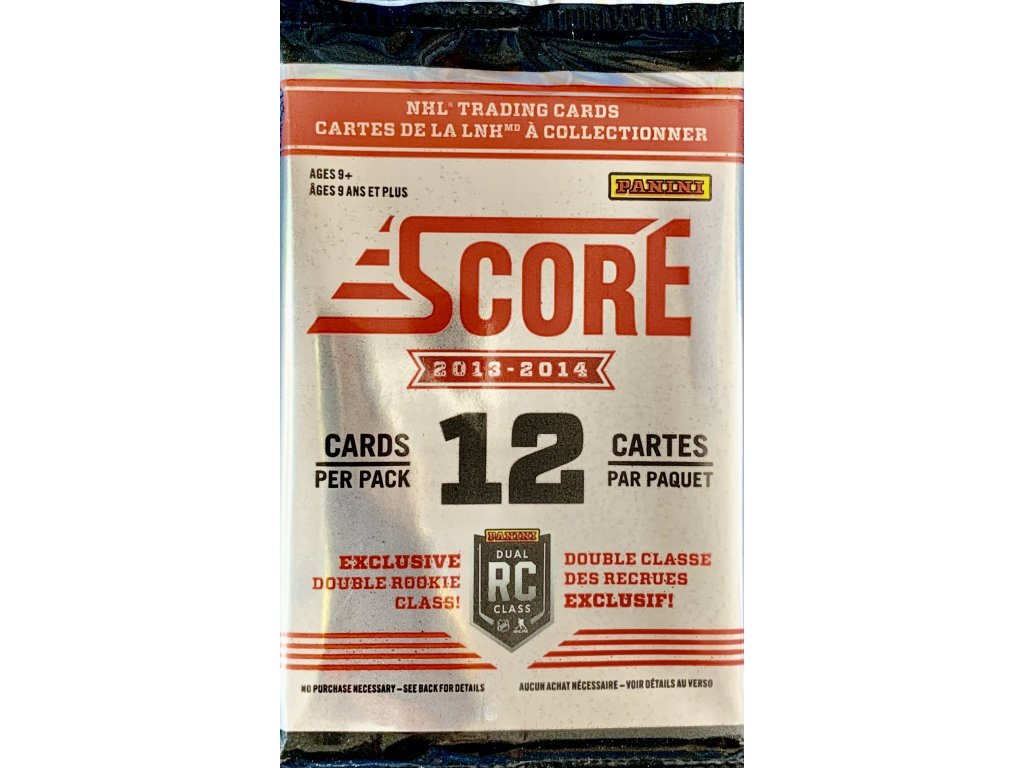 NHL® TRADING CARDS
CARTES DE LA LNHᴹᴰ À COLLECTIONNER
AGES 9+
ÂGES 9 ANS ET PLUS
PANINI
SCORE
2013-2014
CARDS
PER PACK
12
CARTES
PAR PAQUET
EXCLUSIVE
DOUBLE ROOKIE
CLASS!
PANINI
DUAL
RC
CLASS
NHL
NHLPA
DOUBLE CLASSE
DES RECRUES
EXCLUSIF!
NO PURCHASE NECESSARY – SEE BACK FOR DETAILS
AUCUN ACHAT NÉCESSAIRE – VOIR DÉTAILS AU VERSO